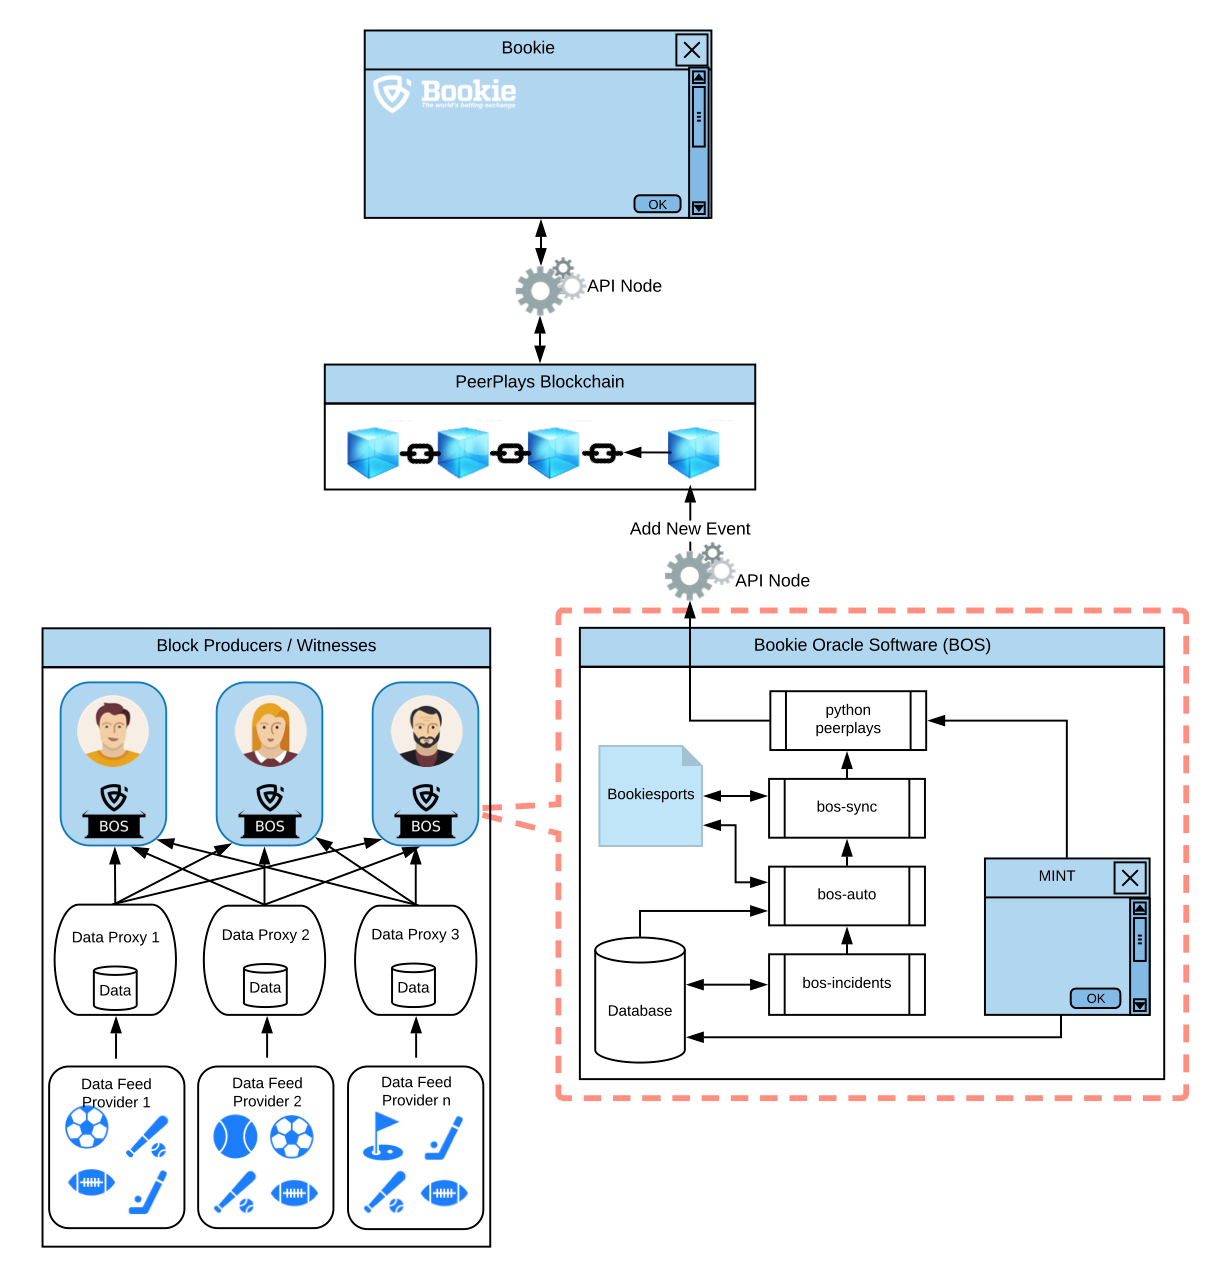 Bookie
Bookie
The world's betting exchange
OK
API Node
PeerPlays Blockchain
Add New Event
API Node
Block Producers / Witnesses
BOS
BOS
BOS
Data Proxy 1
Data
Data Proxy 2
Data
Data Proxy 3
Data
Data Feed
Provider 1
Data Feed
Provider 2
Data Feed
Provider n
Bookie Oracle Software (BOS)
python
peerplays
Bookiesports
bos-sync
bos-auto
bos-incidents
Database
MINT
OK